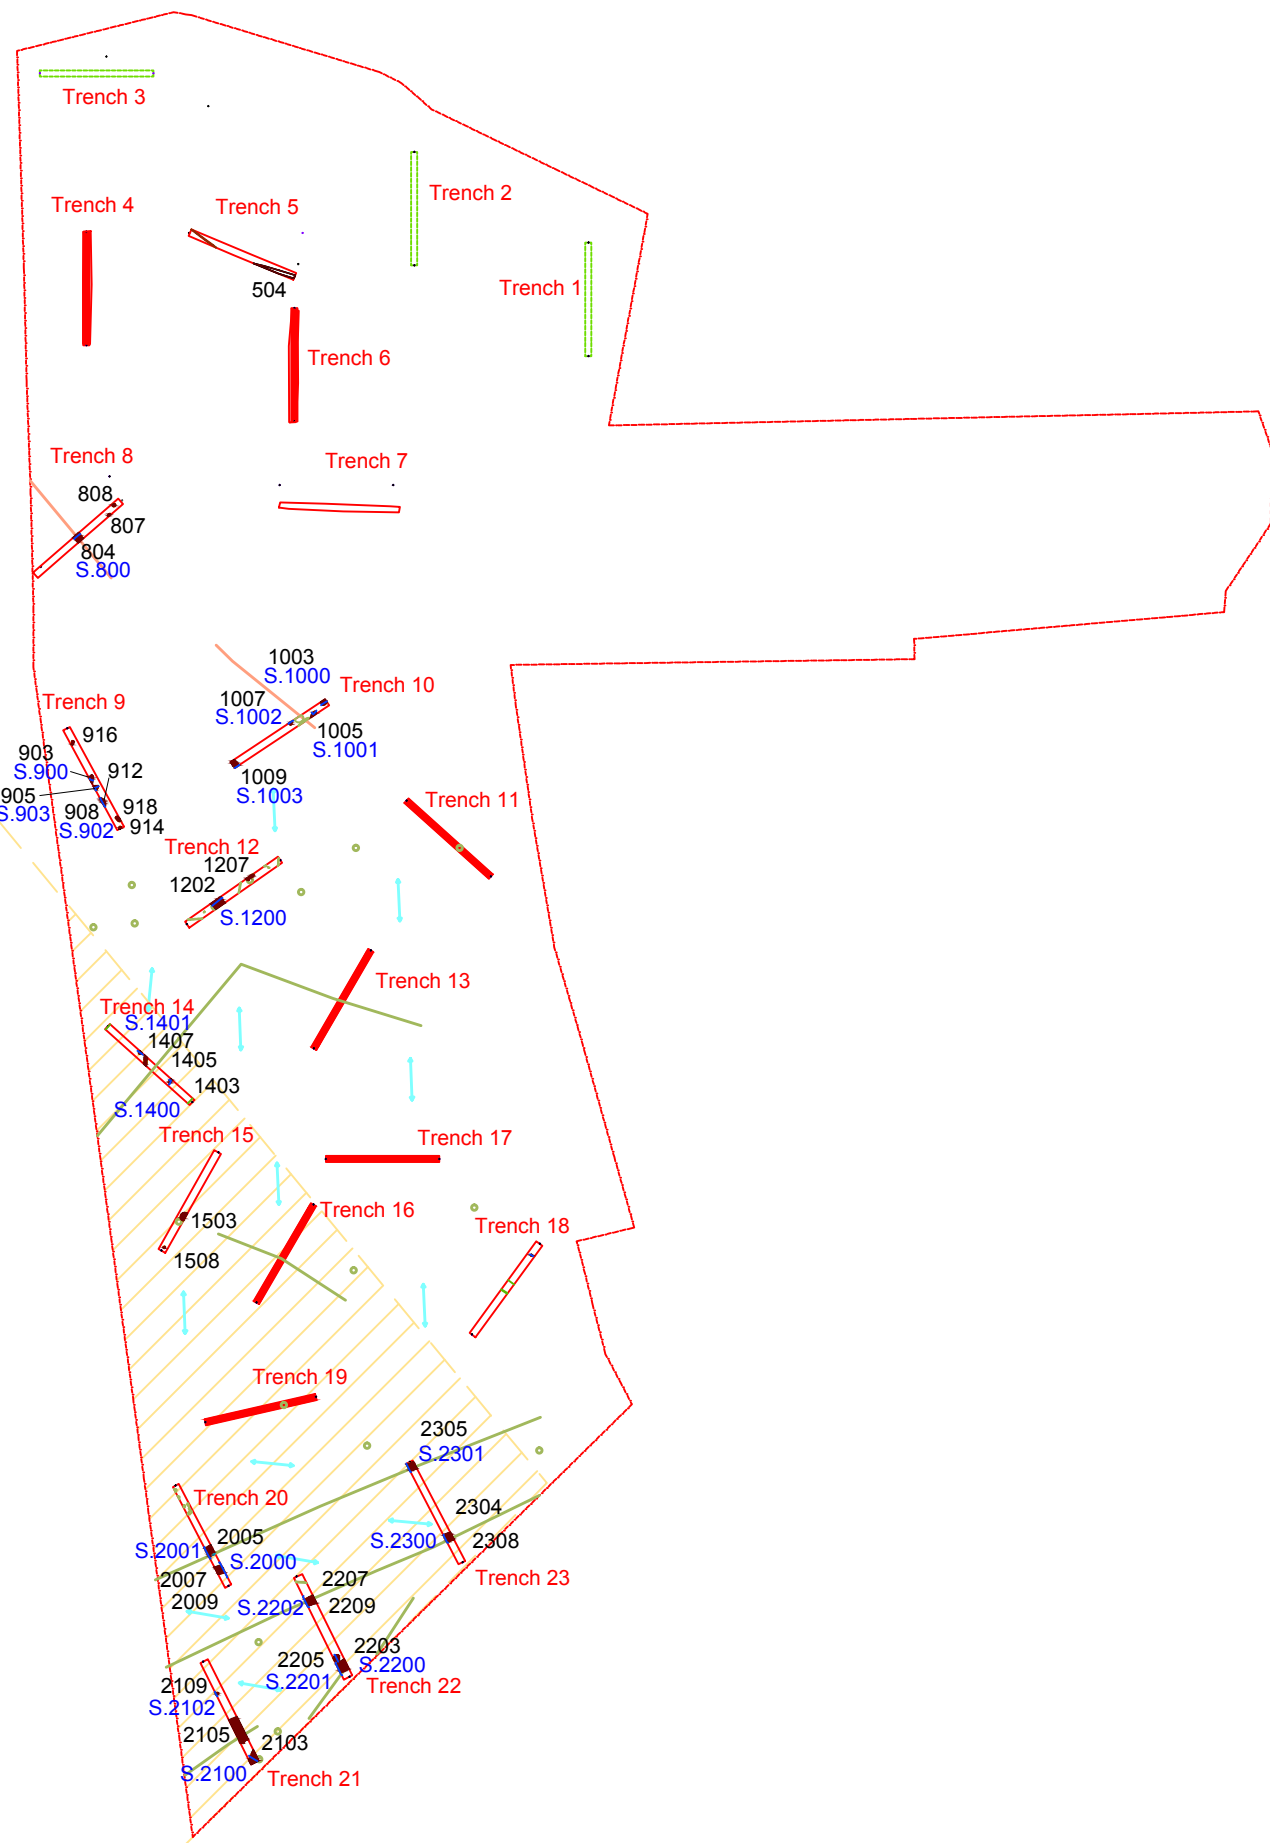 Trench 3
Trench 2
Trench 4
Trench 5
Trench 1
504
Trench 6
Trench 8
Trench 7
808
807
804
S.800
1003
S.1000
Trench 10
1007
S.1002
1005
S.1001
1009
S.1003
Trench 9
916
903
S.900
912
905
S.903
908
S.902
918
914
Trench 11
Trench 12
1207
1202
S.1200
Trench 13
Trench 14
S.1401
1407
1405
1403
S.1400
Trench 15
Trench 17
1503
1508
Trench 16
Trench 18
Trench 19
2305
S.2301
Trench 20
2304
S.2300
2308
Trench 23
2005
S.2001
S.2000
2007
2009
2207
S.2202
2209
2203
2205
S.2200
S.2201
Trench 22
2109
S.2102
2105
2103
S.2100
Trench 21